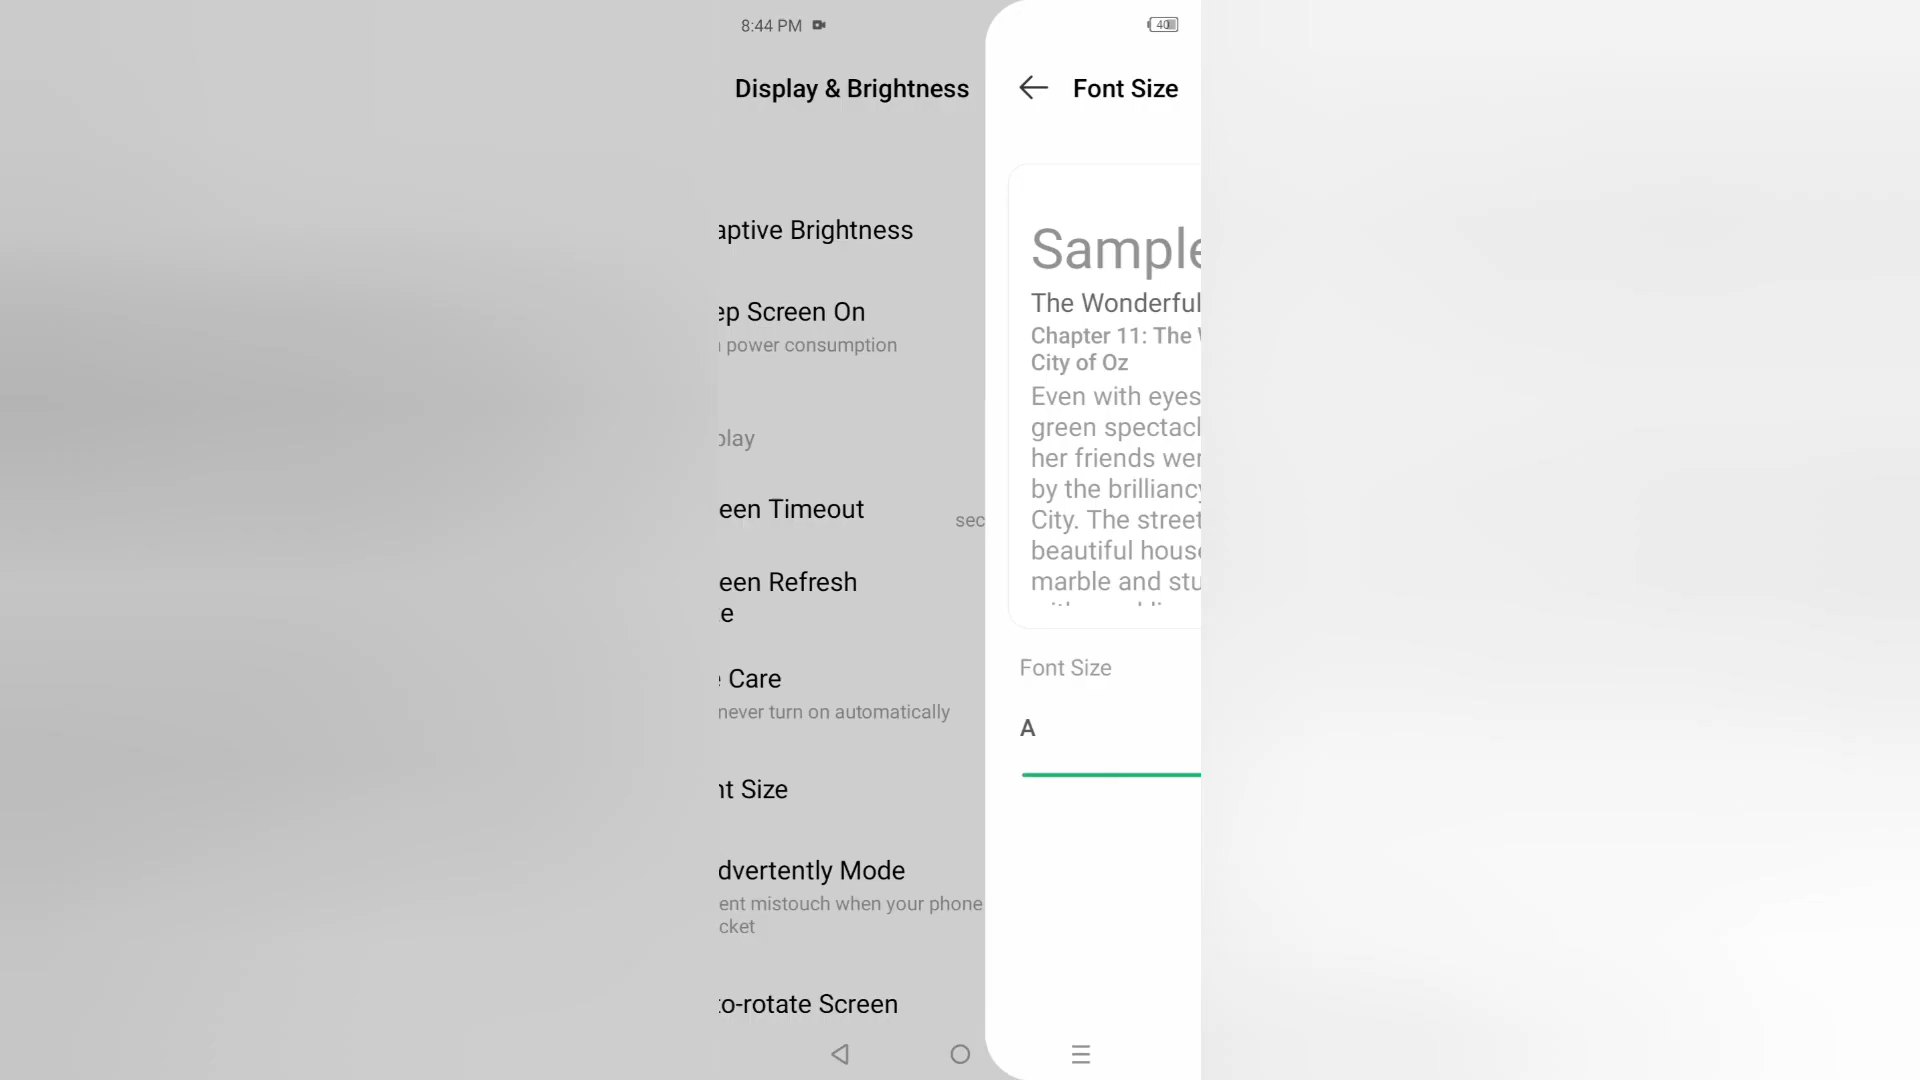 8:44 PM
40
Display & Brightness
aptive Brightness
ep Screen On
power consumption
play
een Timeout
sec
een Refresh
e
Care
never turn on automatically
nt Size
dvertently Mode
ent mistouch when your phone
cket
to-rotate Screen
Font Size
Sample
The Wonderful
Chapter 11: The
City of Oz
Even with eyes
green spectacl
her friends wer
by the brilliancy
City. The street
beautiful house
marble and stu
Font Size
A